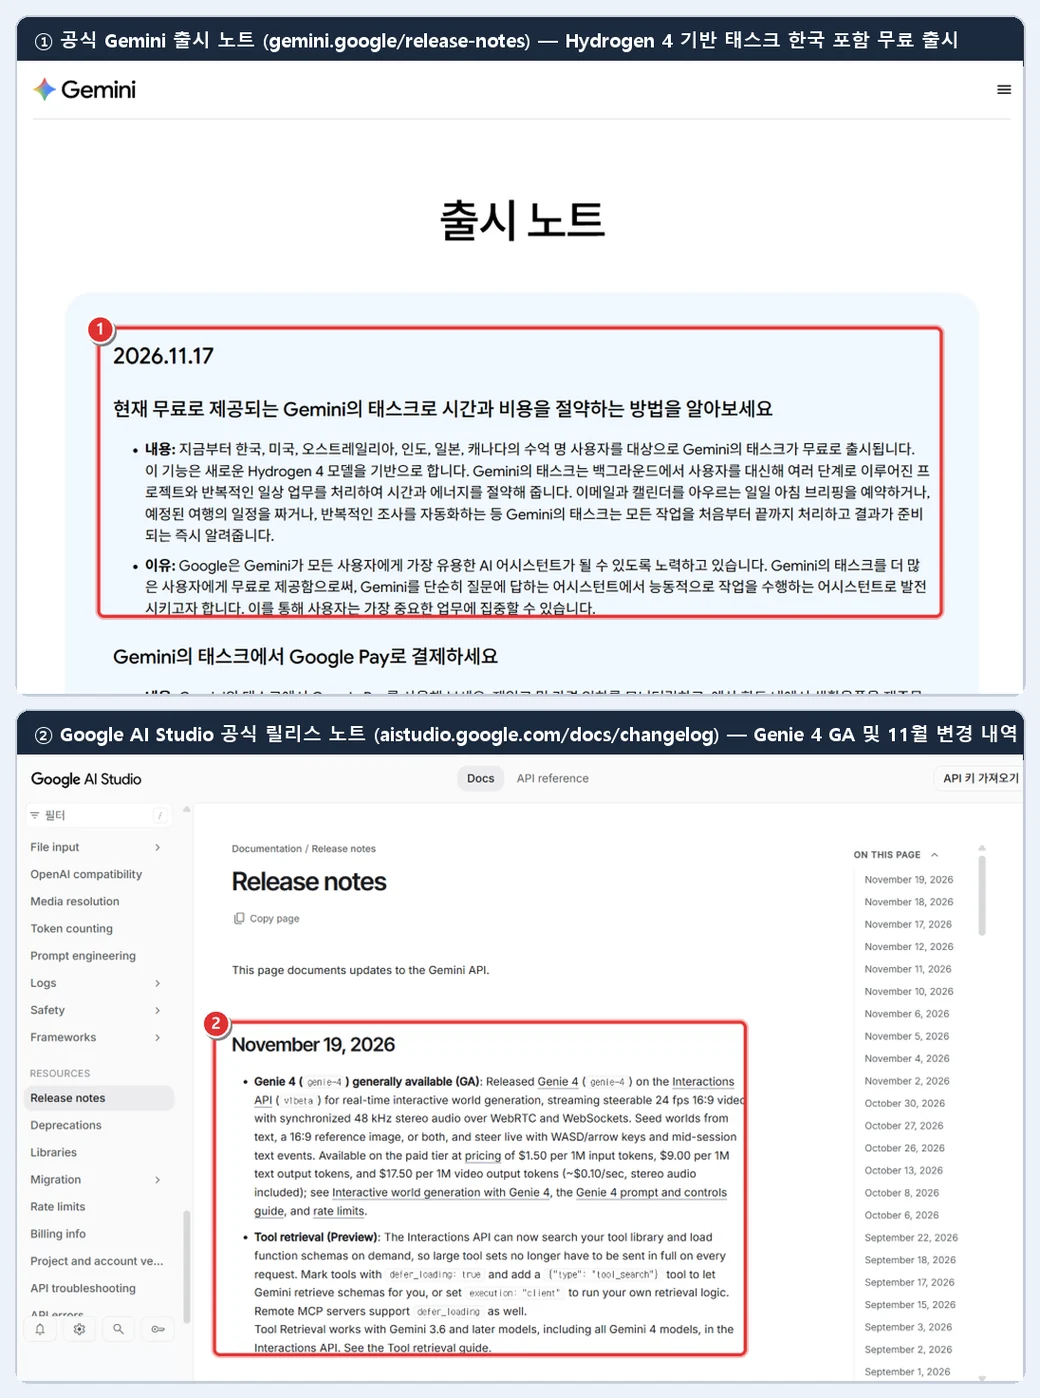 ① 공식 Gemini 출시 노트 (gemini.google/release-notes) — Hydrogen 4 기반 태스크 한국 포함 무료 출시
Gemini
출시 노트
1
2026.11.17
현재 무료로 제공되는 Gemini의 태스크로 시간과 비용을 절약하는 방법을 알아보세요
• 내용: 지금부터 한국, 미국, 오스트레일리아, 인도, 일본, 캐나다의 수억 명 사용자를 대상으로 Gemini의 태스크가 무료로 출시됩니다.
이 기능은 새로운 Hydrogen 4 모델을 기반으로 합니다. Gemini의 태스크는 백그라운드에서 사용자를 대신해 여러 단계로 이루어진 프
로젝트와 반복적인 일상 업무를 처리하여 시간과 에너지를 절약해 줍니다. 이메일과 캘린더를 아우르는 일일 아침 브리핑을 예약하거나,
예정된 여행의 일정을 짜거나, 반복적인 조사를 자동화하는 등 Gemini의 태스크는 모든 작업을 처음부터 끝까지 처리하고 결과가 준비
되는 즉시 알려줍니다.
• 이유: Google은 Gemini가 모든 사용자에게 가장 유용한 AI 어시스턴트가 될 수 있도록 노력하고 있습니다. Gemini의 태스크를 더 많
은 사용자에게 무료로 제공함으로써, Gemini를 단순히 질문에 답하는 어시스턴트에서 능동적으로 작업을 수행하는 어시스턴트로 발전
시키고자 합니다. 이를 통해 사용자는 가장 중요한 업무에 집중할 수 있습니다.
Gemini의 태스크에서 Google Pay로 결제하세요
② Google AI Studio 공식 릴리스 노트 (aistudio.google.com/docs/changelog) — Genie 4 GA 및 11월 변경 내역
Google AI Studio
Docs
API reference
API 키 가져오기
필터
/
File input
OpenAI compatibility
Media resolution
Token counting
Prompt engineering
Logs
Safety
Frameworks
RESOURCES
Release notes
Deprecations
Libraries
Migration
Rate limits
Billing info
Project and account ve...
API troubleshooting
API errors
Documentation / Release notes
Release notes
Copy page
This page documents updates to the Gemini API.
2
November 19, 2026
• Genie 4 ( genie-4 ) generally available (GA): Released Genie 4 ( genie-4 ) on the Interactions
API ( v1beta ) for real-time interactive world generation, streaming steerable 24 fps 16:9 video
with synchronized 48 kHz stereo audio over WebRTC and WebSockets. Seed worlds from
text, a 16:9 reference image, or both, and steer live with WASD/arrow keys and mid-session
text events. Available on the paid tier at pricing of $1.50 per 1M input tokens, $9.00 per 1M
text output tokens, and $17.50 per 1M video output tokens (~$0.10/sec, stereo audio
included); see Interactive world generation with Genie 4, the Genie 4 prompt and controls
guide, and rate limits.
• Tool retrieval (Preview): The Interactions API can now search your tool library and load
function schemas on demand, so large tool sets no longer have to be sent in full on every
request. Mark tools with defer_loading: true and add a {"type": "tool_search"} tool to let
Gemini retrieve schemas for you, or set execution: "client" to run your own retrieval logic.
Remote MCP servers support defer_loading as well.
Tool Retrieval works with Gemini 3.6 and later models, including all Gemini 4 models, in the
Interactions API. See the Tool retrieval guide.
ON THIS PAGE
November 19, 2026
November 18, 2026
November 17, 2026
November 12, 2026
November 11, 2026
November 10, 2026
November 6, 2026
November 5, 2026
November 4, 2026
November 2, 2026
October 30, 2026
October 27, 2026
October 26, 2026
October 13, 2026
October 8, 2026
October 6, 2026
September 22, 2026
September 18, 2026
September 17, 2026
September 15, 2026
September 3, 2026
September 2, 2026
September 1, 2026